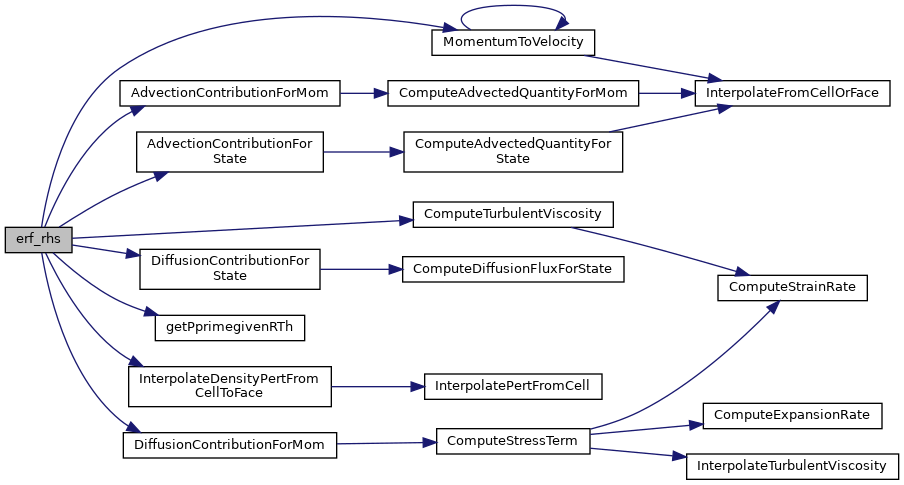 MomentumToVelocity
AdvectionContributionForMom
ComputeAdvectedQuantityForMom
InterpolateFromCellOrFace
AdvectionContributionFor
State
ComputeAdvectedQuantityFor
State
ComputeTurbulentViscosity
erf_rhs
DiffusionContributionFor
State
ComputeDiffusionFluxForState
ComputeStrainRate
getPprimegivenRTh
InterpolateDensityPertFrom
CellToFace
InterpolatePertFromCell
ComputeExpansionRate
DiffusionContributionForMom
ComputeStressTerm
InterpolateTurbulentViscosity